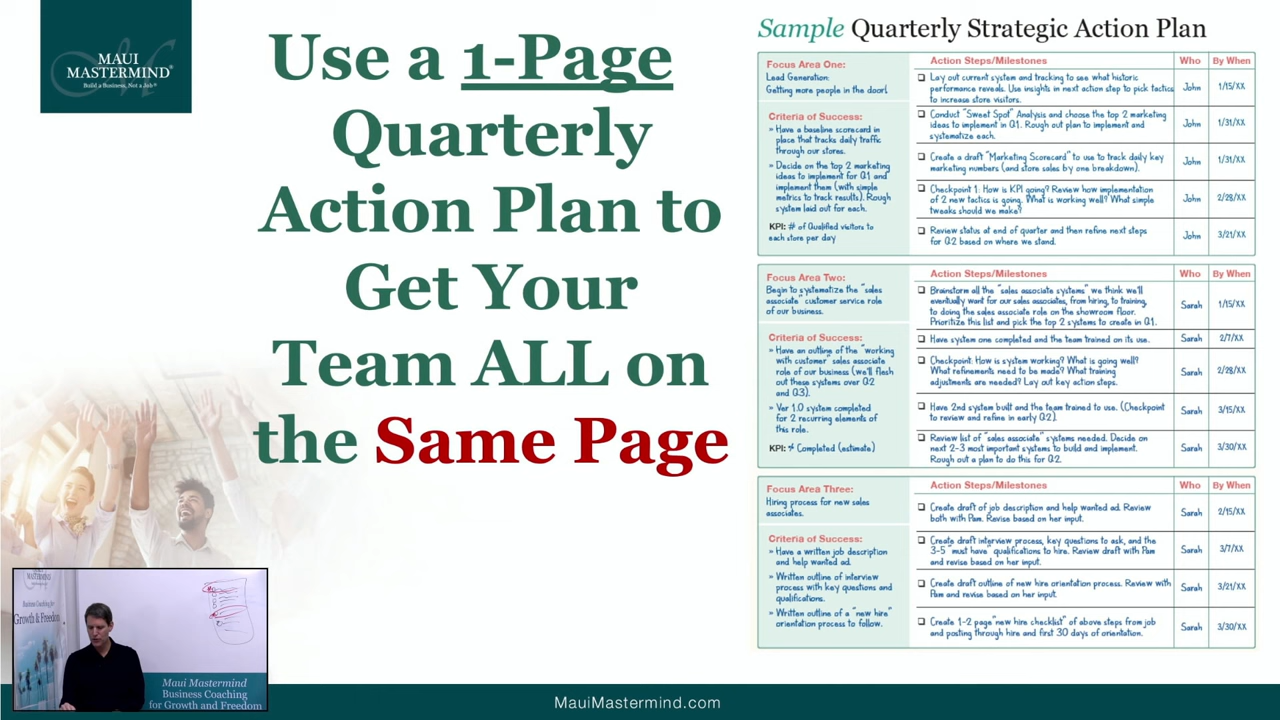 MAUI
MASTERMIND®
Build a Business, Not a Job®
Use a 1-Page
Quarterly
Action Plan to
Get Your
Team ALL on
the Same Page
Sample Quarterly Strategic Action Plan
Focus Area One:
Lead Generation:
Getting more people in the door!
Criteria of Success:
» Have a baseline scorecard in
place that tracks daily traffic
through our stores.
» Decide on the top 2 marketing
ideas to implement for Q1 and
implement them (with simple
metrics to track results). Rough
system laid out for each.
KPI: # of Qualified visitors to
each store per day
Action Steps/Milestones Who By When
Lay out current system and tracking to see what historic
performance reveals. Use insights in next action step to pick tactics
to increase store visitors.
John 1/15/XX
Conduct "Sweet Spot" Analysis and choose the top 2 marketing
ideas to implement in Q1. Rough out plan to implement and
systematize each.
John 1/31/XX
Create a draft "Marketing Scorecard" to use to track daily key
marketing numbers (and store sales by one breakdown).
John 1/31/XX
Checkpoint 1: How is KPI going? Review how implementation
of 2 new tactics is going. What is working well? What simple
tweaks should we make?
John 2/28/XX
Review status at end of quarter and then refine next steps
for Q2 based on where we stand.
John 3/21/XX
Focus Area Two:
Begin to systematize the "sales
associate" customer service role
of our business.
Criteria of Success:
» Have an outline of the "working
with customer" sales associate
role of our business (we'll flesh
out these systems over Q2
and Q3).
» Ver 1.0 system completed
for 2 recurring elements of
this role.
KPI: # Completed (estimate)
Action Steps/Milestones Who By When
Brainstorm all the "sales associate systems" we think we'll
eventually want for our sales associates, from hiring, to training,
to doing the sales associate role on the showroom floor.
Prioritize this list and pick the top 2 systems to create in Q1.
Sarah 1/15/XX
Have system one completed and the team trained on its use.
Sarah 2/7/XX
Checkpoint: How is system working? What is going well?
What refinements need to be made? What training
adjustments are needed? Lay out key action steps.
Sarah 2/28/XX
Have 2nd system built and the team trained to use. (Checkpoint
to review and refine in early Q2).
Sarah 3/15/XX
Review list of "sales associate" systems needed. Decide on
next 2-3 most important systems to build and implement.
Rough out a plan to do this for Q2.
Sarah 3/30/XX
Focus Area Three:
Hiring process for new sales
associates.
Criteria of Success:
» Have a written job description
and help wanted ad.
» Written outline of interview
process with key questions and
qualifications.
» Written outline of a "new hire"
orientation process to follow.
Action Steps/Milestones Who By When
Create draft of job description and help wanted ad. Review
both with Pam. Revise based on her input.
Sarah 2/15/XX
Create draft interview process, key questions to ask, and the
3-5 "must have" qualifications to hire. Review draft with Pam
and revise based on her input.
Sarah 3/7/XX
Create draft outline of new hire orientation process. Review with
Pam and revise based on her input.
Sarah 3/21/XX
Create 1-2 page "new hire checklist" of above steps from job
and posting through hire and first 30 days of orientation.
Sarah 3/30/XX
MASTERMIND
Business Coaching for
Growth & Freedom
Maui Mastermind
Business Coaching
for Growth and Freedom
MauiMastermind.com